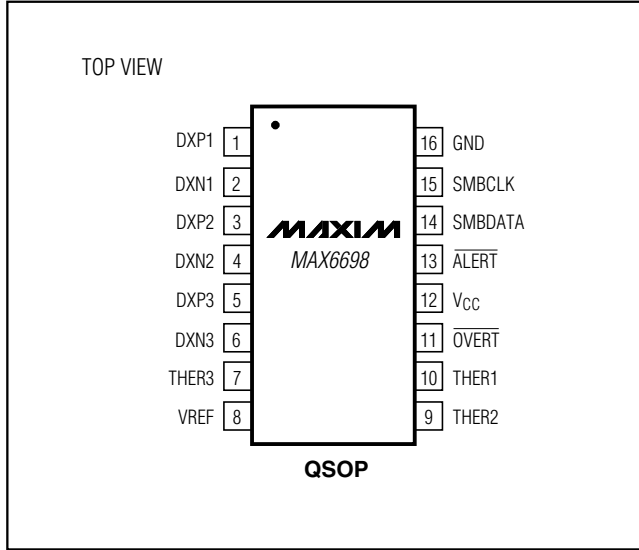 TOP VIEW
DXP1 1
DXN1 2
DXP2 3
DXN2 4
DXP3 5
DXN3 6
THER3 7
VREF 8
MAXIM
MAX6698
16 GND
15 SMBCLK
14 SMBDATA
13 ALERT
12 VCC
11 OVERT
10 THER1
9 THER2
QSOP